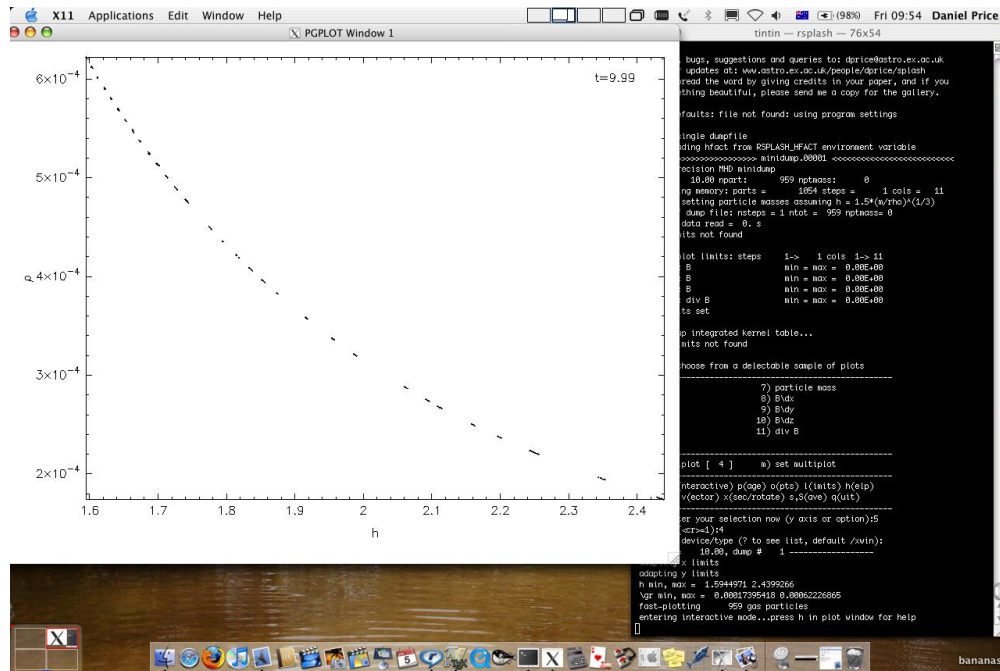 X11 Applications Edit Window Help
(98%) Fri 09:54 Daniel Price
X PGPLOT Window 1
tintin — rsplash — 76x54
t=9.99
6×10⁻⁴
5×10⁻⁴
4×10⁻⁴
3×10⁻⁴
2×10⁻⁴
ρ
1.6 1.7 1.8 1.9 2 2.1 2.2 2.3 2.4
h
, bugs, suggestions and queries to: dprice@astro.ex.ac.uk
updates at: www.astro.ex.ac.uk/people/dprice/splash
read the word by giving credits in your paper, and if you
thing beautiful, please send me a copy for the gallery.
efaults: file not found: using program settings
single dumpfile
ding hfact from RSPLASH_HFACT environment variable
>>>>>>>>>>>>>>>> minidump.00001 <<<<<<<<<<<<<<<<<<<<<<<<<<
recision MHD minidump
10.00 npart: 959 nptmass: 0
ng memory: parts = 1054 steps = 1 cols = 11
setting particle masses assuming h = 1.5*(m/rho)^(1/3)
dump file: nsteps = 1 ntot = 959 nptmass= 0
data read = 0. s
mits not found
plot limits: steps 1-> 1 cols 1-> 11
B min = max = 0.00E+00
B min = max = 0.00E+00
B min = max = 0.00E+00
div B min = max = 0.00E+00
ts set
up integrated kernel table...
mits not found
hoose from a delectable sample of plots
7) particle mass
8) B\dx
9) B\dy
10) B\dz
11) div B
plot [ 4 ] m) set multiplot
nteractive) p(age) o(pts) l(imits) h(elp)
v(ector) x(sec/rotate) s,S(ave) q(uit)
ter your selection now (y axis or option):5
<cr>=1):4
device/type (? to see list, default /xwin):
10.00, dump # 1 ------------------
x limits
adapting y limits
h min, max = 1.5944971 2.4399266
\gr min, max = 0.00017395418 0.00062226865
fast-plotting 959 gas particles
entering interactive mode...press h in plot window for help
X
5
X
bananas